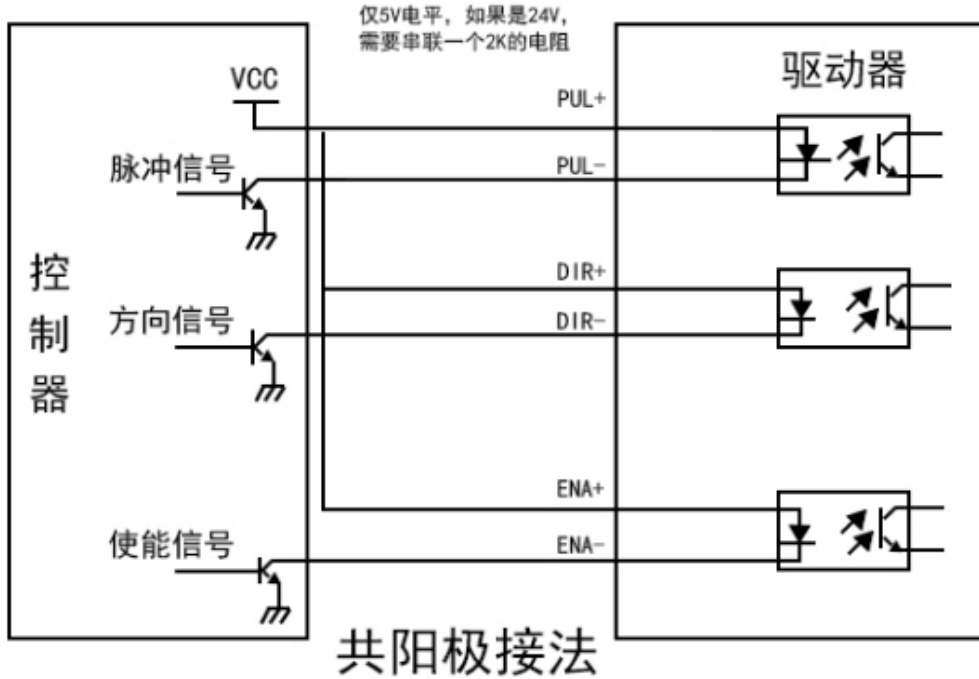 仅5V电平，如果是24V，
需要串联一个2K的电阻
驱动器
VCC
PUL+
脉冲信号
PUL-
控制器
DIR+
方向信号
DIR-
ENA+
使能信号
ENA-
共阳极接法